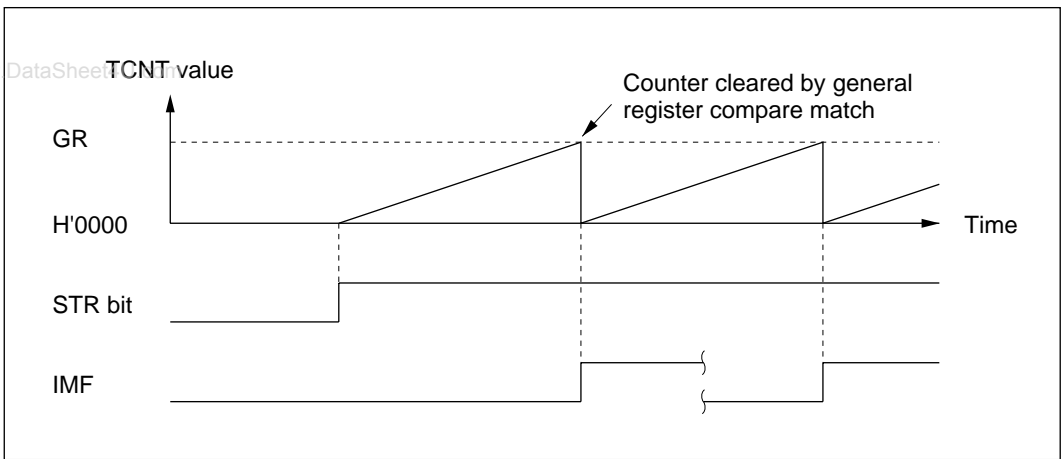 DataSheet4U.com
TCNT value
Counter cleared by general
register compare match
GR
H'0000
Time
STR bit
IMF